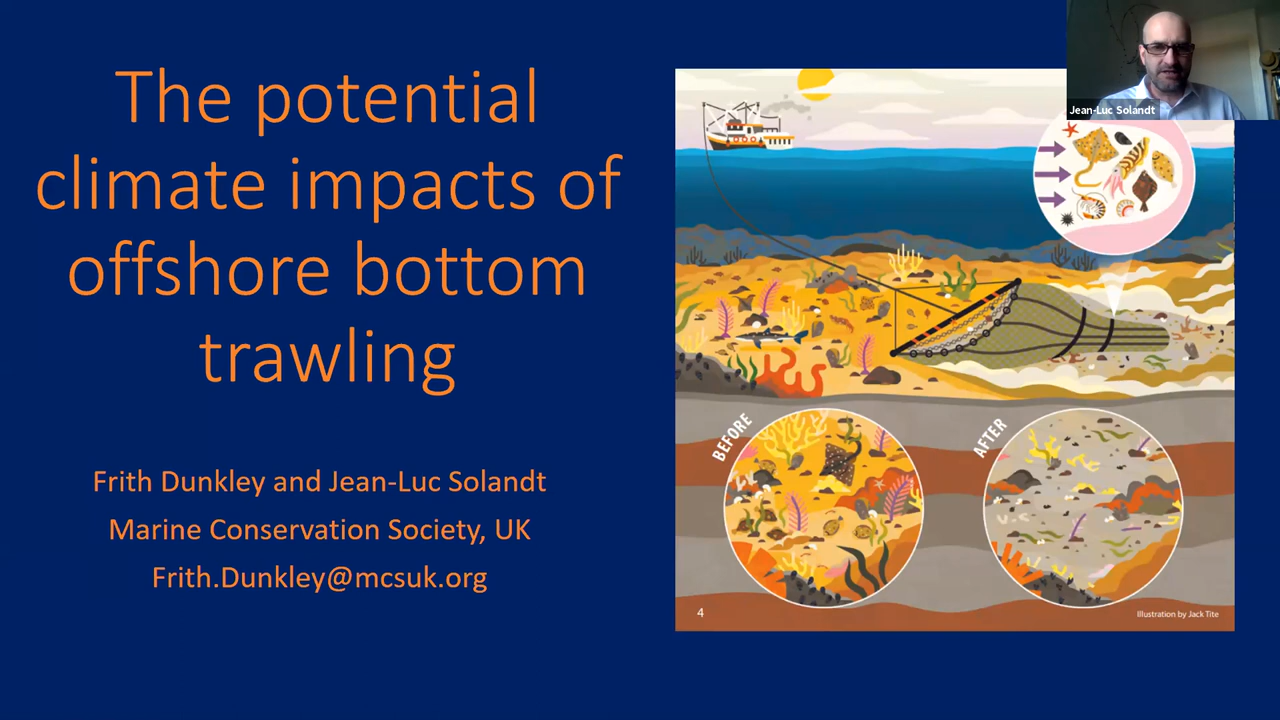 The potential
climate impacts of
offshore bottom
trawling
Frith Dunkley and Jean-Luc Solandt
Marine Conservation Society, UK
Frith.Dunkley@mcsuk.org
Jean-Luc Solandt
BEFORE
AFTER
4
Illustration by Jack Tite